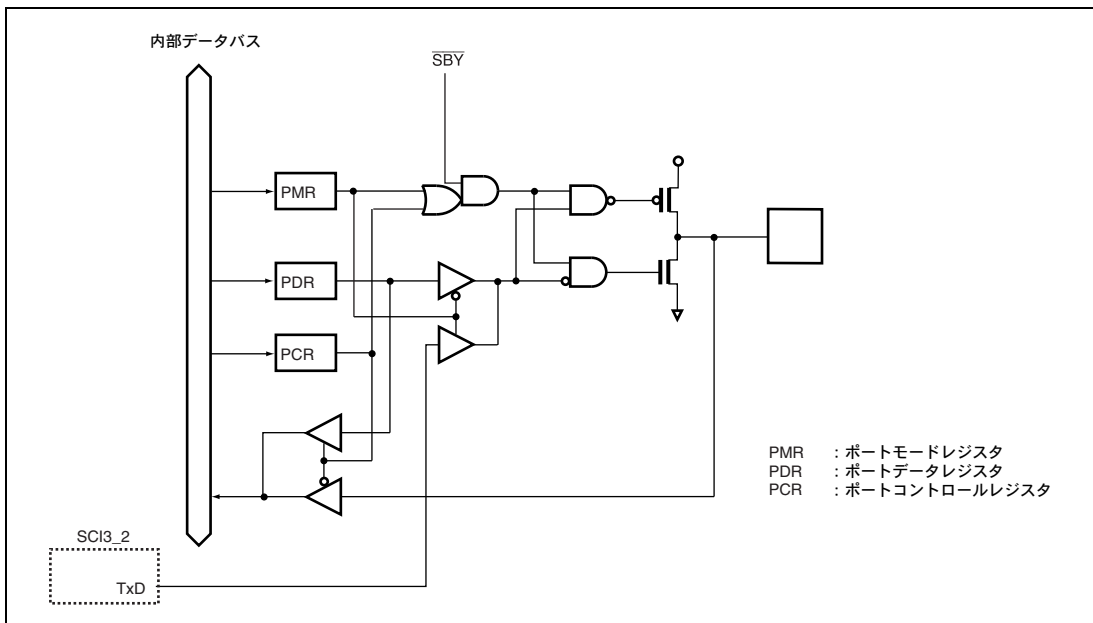 内部データバス
S̅B̅Y̅
PMR
PDR
PCR
PMR :ポートモードレジスタ
PDR :ポートデータレジスタ
PCR :ポートコントロールレジスタ
SCI3_2
TxD